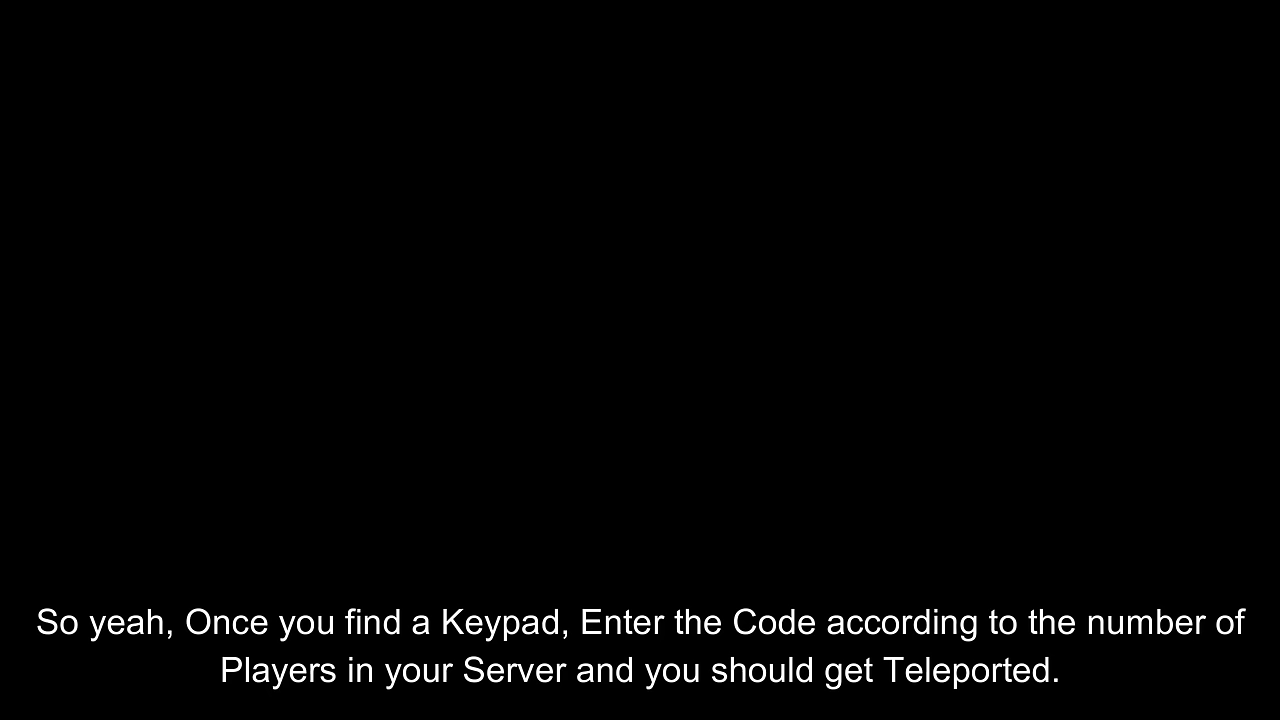 So yeah, Once you find a Keypad, Enter the Code according to the number of
Players in your Server and you should get Teleported.